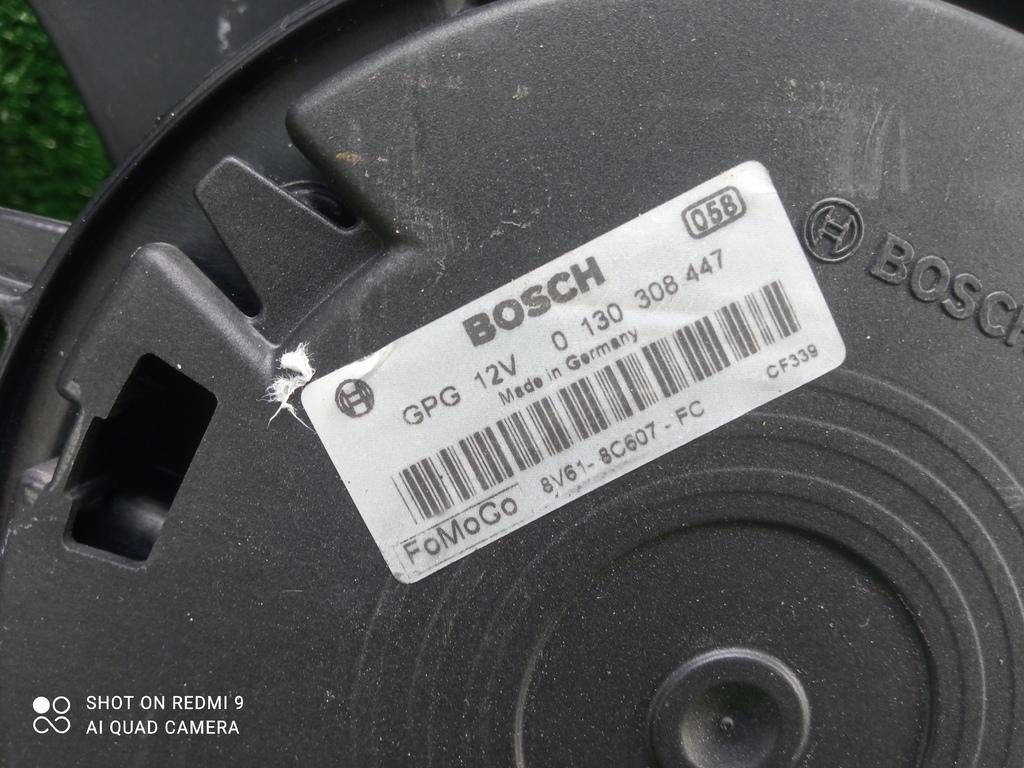 058
BOSCH
GPG 12V 0 130 308 447
Made in Germany
CF339
8V61-8C607-FC
FoMoGo
BOSCH
SHOT ON REDMI 9
AI QUAD CAMERA